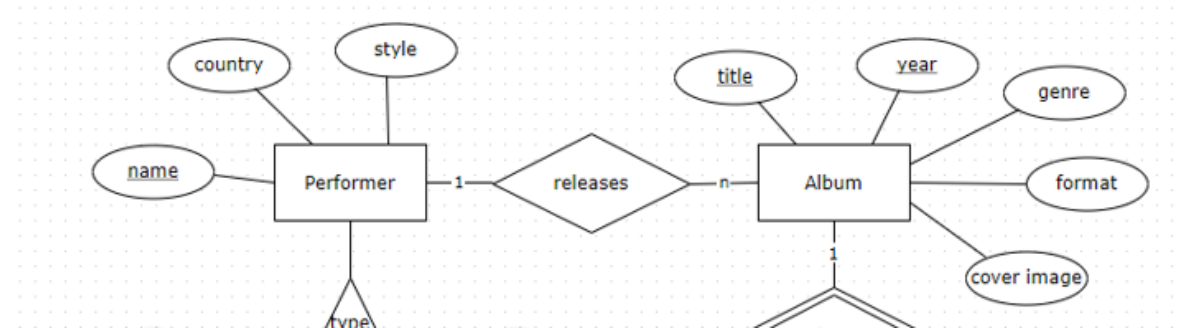 country
style
title
year
genre
name
Performer
1
releases
n
Album
format
1
cover image
type